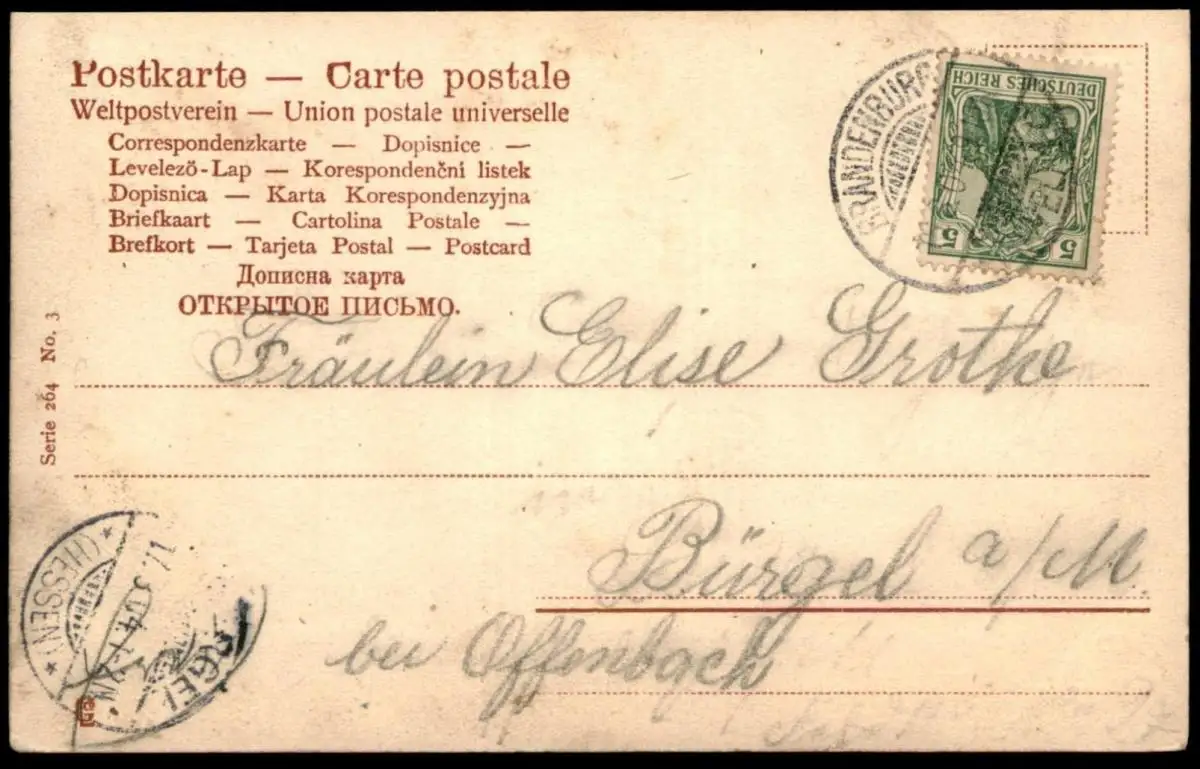 Postkarte — Carte postale
Weltpostverein — Union postale universelle
Correspondenzkarte — Dopisnice —
Levelező-Lap — Korespondenční listek
Dopisnica — Karta Korespondenzyjna
Briefkaart — Cartolina Postale —
Brefkort — Tarjeta Postal — Postcard
Дописна карта
ОТКРЫТОЕ ПИСЬМО.
BRANDENBURG
DEUTSCHES REICH
5 5
Serie 264 No. 3
Fräulein Elise Grothe
Bürgel a/M.
bei Offenbach
* (HESSEN) *